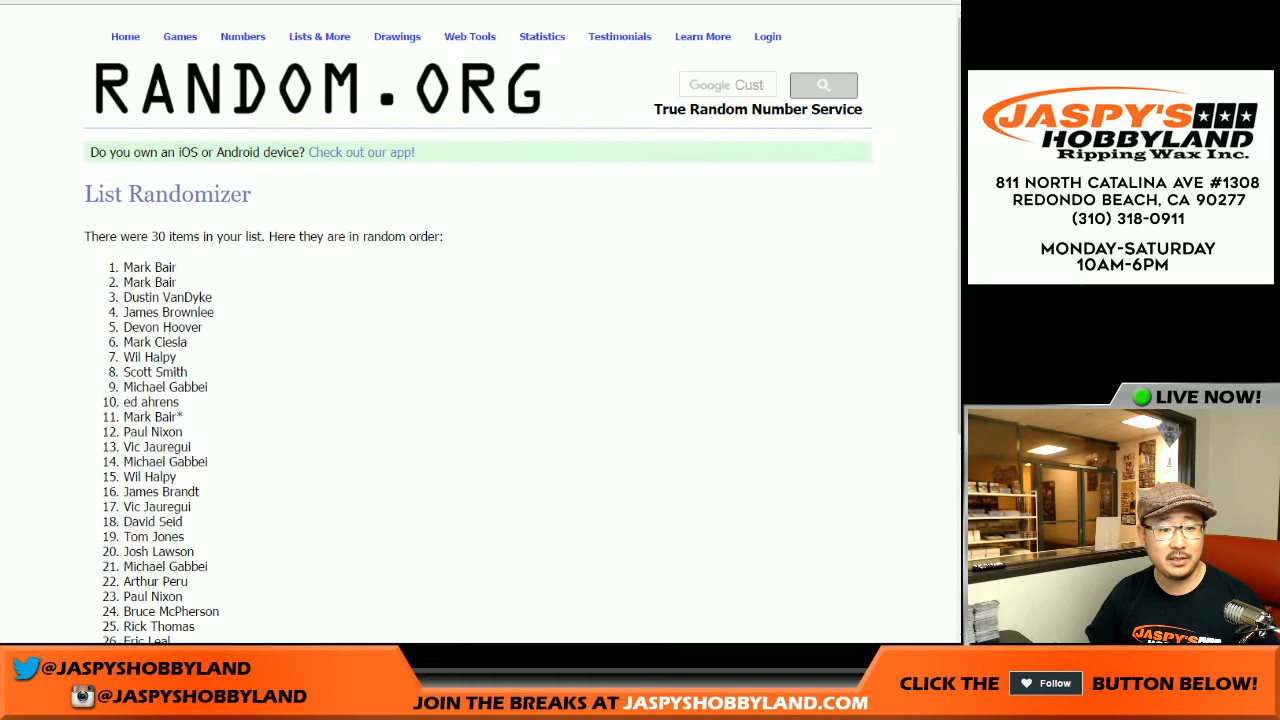 Home Games Numbers Lists & More Drawings Web Tools Statistics Testimonials Learn More Login
RANDOM.ORG
Google Cust
True Random Number Service
Do you own an iOS or Android device? Check out our app!
List Randomizer
There were 30 items in your list. Here they are in random order:
1. Mark Bair
2. Mark Bair
3. Dustin VanDyke
4. James Brownlee
5. Devon Hoover
6. Mark Ciesla
7. Wil Halpy
8. Scott Smith
9. Michael Gabbei
10. ed ahrens
11. Mark Bair*
12. Paul Nixon
13. Vic Jauregui
14. Michael Gabbei
15. Wil Halpy
16. James Brandt
17. Vic Jauregui
18. David Seid
19. Tom Jones
20. Josh Lawson
21. Michael Gabbei
22. Arthur Peru
23. Paul Nixon
24. Bruce McPherson
25. Rick Thomas
26. Eric Leal
JASPY'S
HOBBYLAND
Ripping Wax Inc.
811 NORTH CATALINA AVE #1308
REDONDO BEACH, CA 90277
(310) 318-0911
MONDAY-SATURDAY
10AM-6PM
LIVE NOW!
JASPY'S
@JASPYSHOBBYLAND
@JASPYSHOBBYLAND
JOIN THE BREAKS AT JASPYSHOBBYLAND.COM
CLICK THE Follow BUTTON BELOW!